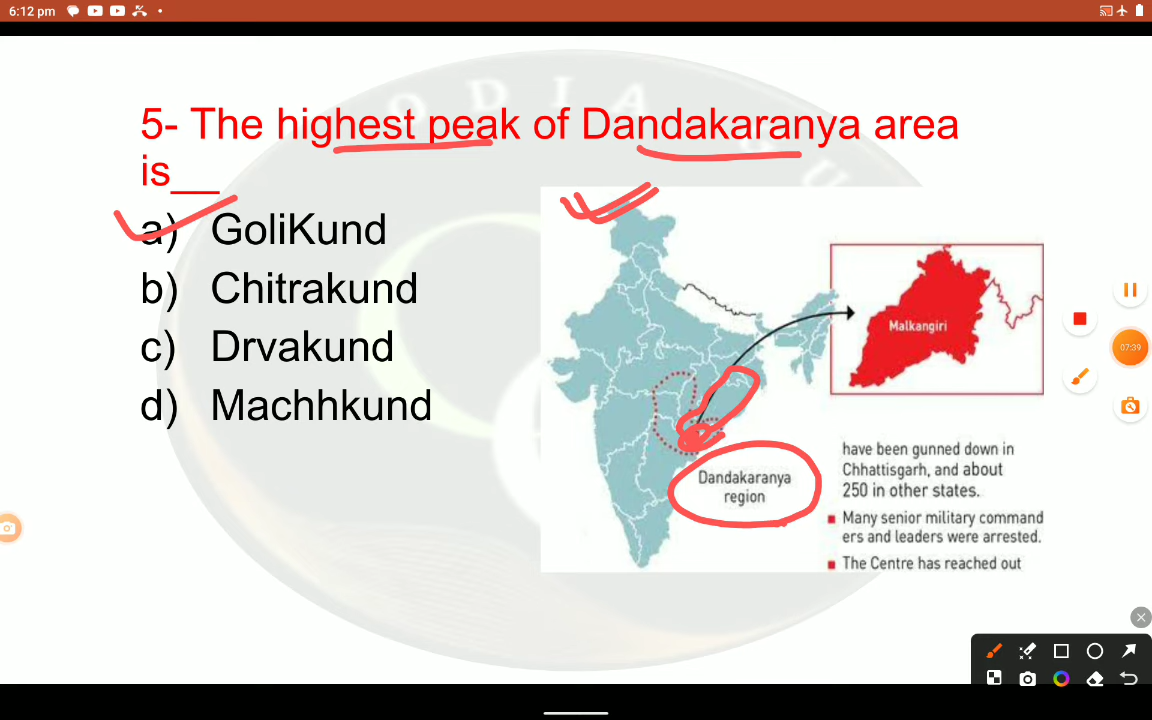 6:12 pm
ODIA
5- The highest peak of Dandakaranya area
is__
a) GoliKund
b) Chitrakund
c) Drvakund
d) Machhkund
Malkangiri
Dandakaranya
region
have been gunned down in
Chhattisgarh, and about
250 in other states.
Many senior military command
ers and leaders were arrested.
The Centre has reached out
07:39